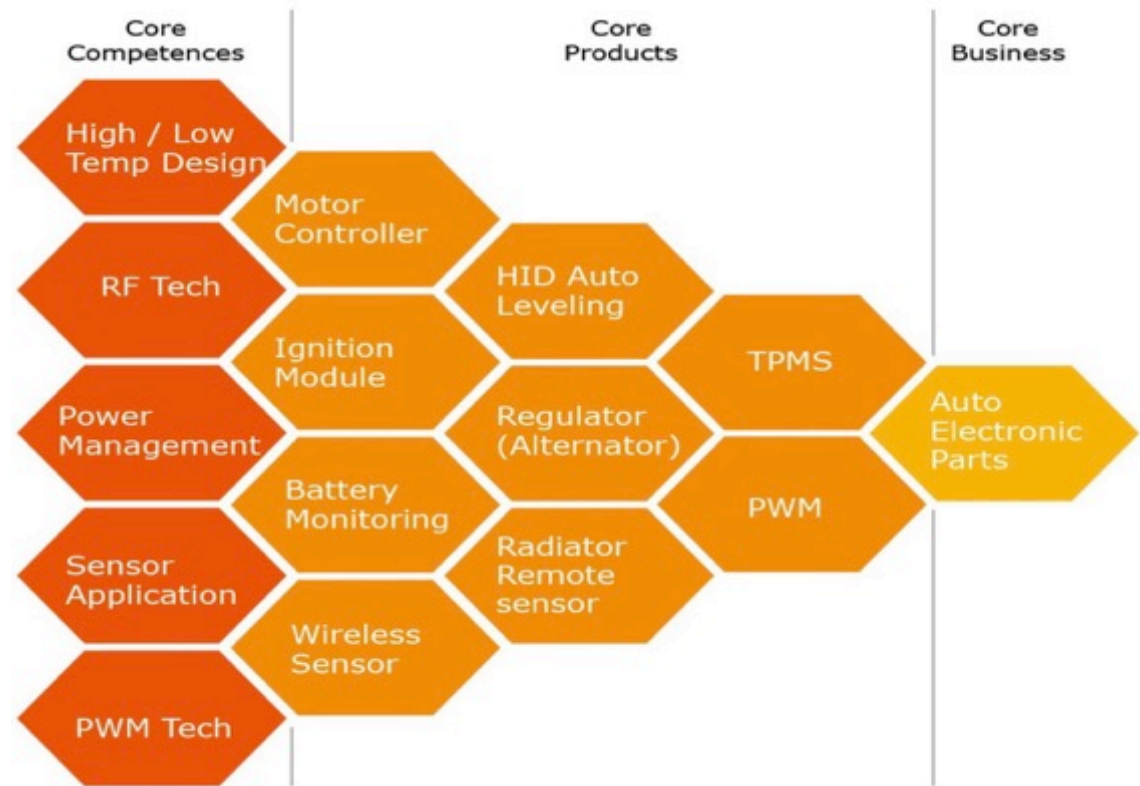 Core
Competences
Core
Products
Core
Business
High / Low
Temp Design
RF Tech
Power
Management
Sensor
Application
PWM Tech
Motor
Controller
Ignition
Module
Battery
Monitoring
Wireless
Sensor
HID Auto
Leveling
Regulator
(Alternator)
Radiator
Remote
sensor
TPMS
PWM
Auto
Electronic
Parts